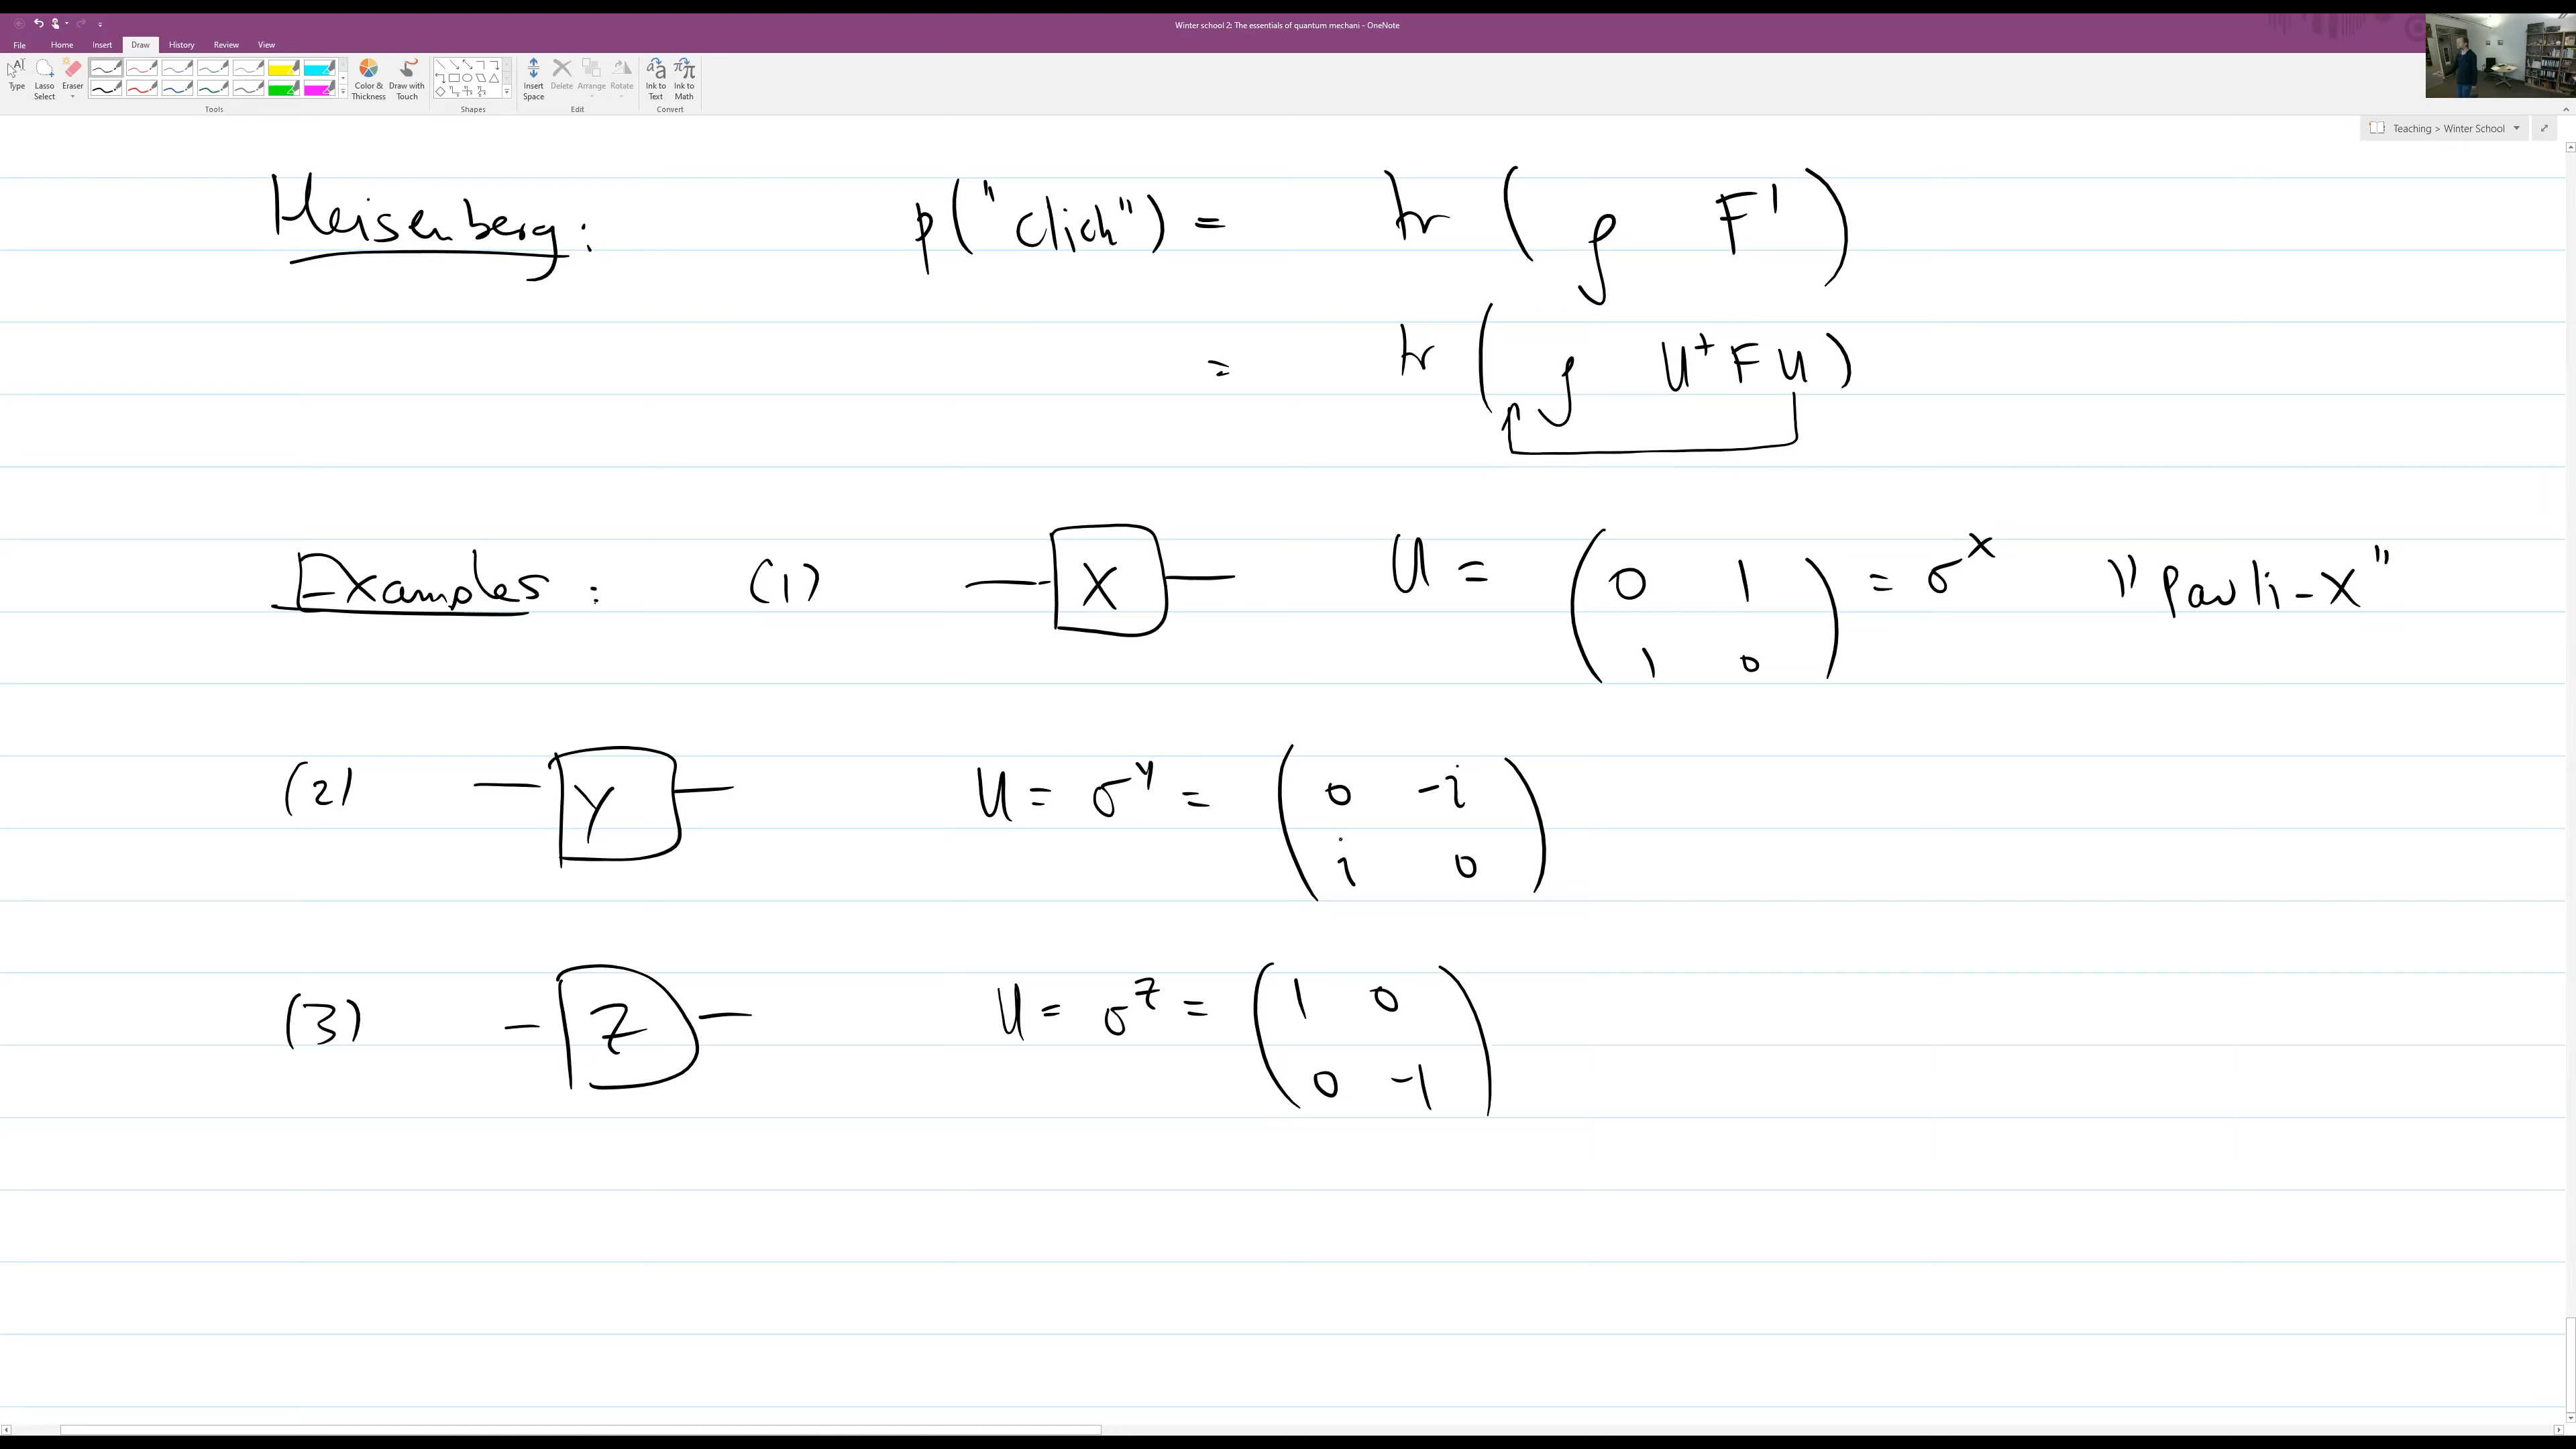 Winter school 2: The essentials of quantum mechani - OneNote
File Home Insert Draw History Review View
Type Lasso Select Eraser Color & Thickness Draw with Touch Insert Space Delete Arrange Rotate Ink to Text Ink to Math
Tools Shapes Edit Convert
Teaching > Winter School
Heisenberg: p("click") = tr ( ρ F' )
= tr ( ρ U†FU )
Examples: (1) X U = ( 0 1 = σˣ "Pauli-X"
1 0 )
(2) Y U = σʸ = ( 0 -i
i 0 )
(3) Z U = σᶻ = ( 1 0
0 -1 )